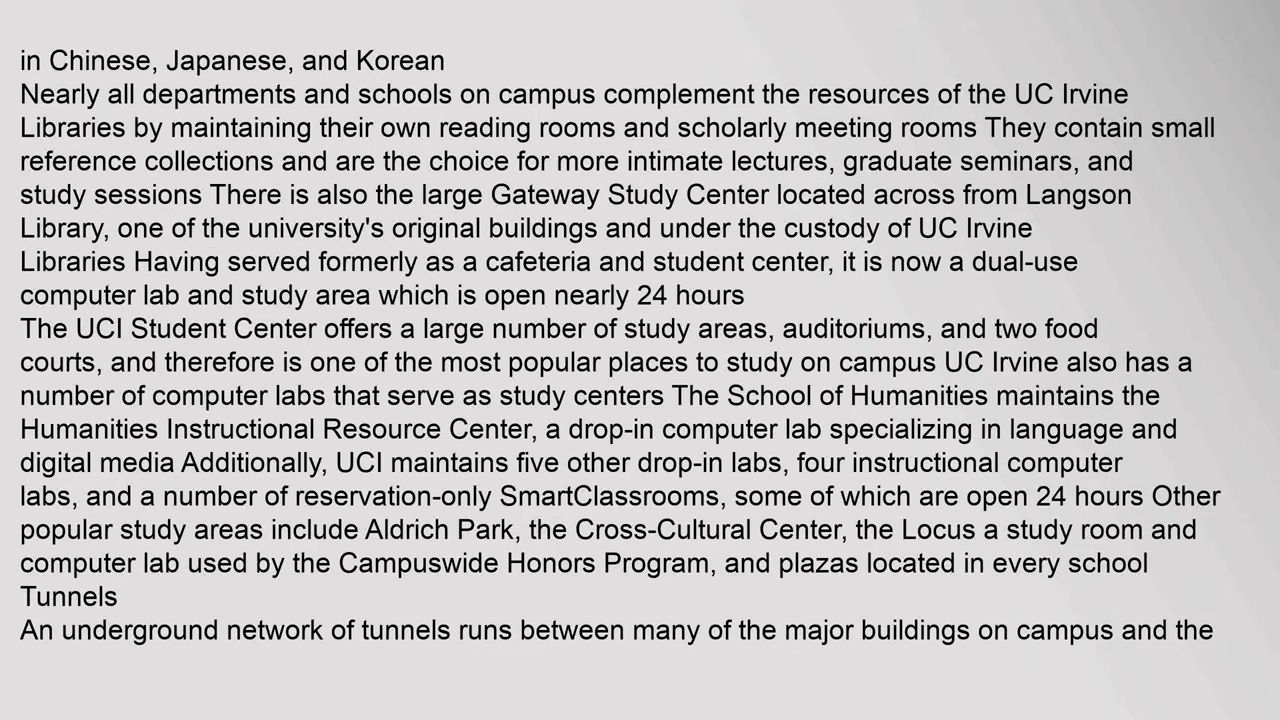 in Chinese, Japanese, and Korean
Nearly all departments and schools on campus complement the resources of the UC Irvine
Libraries by maintaining their own reading rooms and scholarly meeting rooms They contain small
reference collections and are the choice for more intimate lectures, graduate seminars, and
study sessions There is also the large Gateway Study Center located across from Langson
Library, one of the university's original buildings and under the custody of UC Irvine
Libraries Having served formerly as a cafeteria and student center, it is now a dual-use
computer lab and study area which is open nearly 24 hours
The UCI Student Center offers a large number of study areas, auditoriums, and two food
courts, and therefore is one of the most popular places to study on campus UC Irvine also has a
number of computer labs that serve as study centers The School of Humanities maintains the
Humanities Instructional Resource Center, a drop-in computer lab specializing in language and
digital media Additionally, UCI maintains five other drop-in labs, four instructional computer
labs, and a number of reservation-only SmartClassrooms, some of which are open 24 hours Other
popular study areas include Aldrich Park, the Cross-Cultural Center, the Locus a study room and
computer lab used by the Campuswide Honors Program, and plazas located in every school
Tunnels
An underground network of tunnels runs between many of the major buildings on campus and the